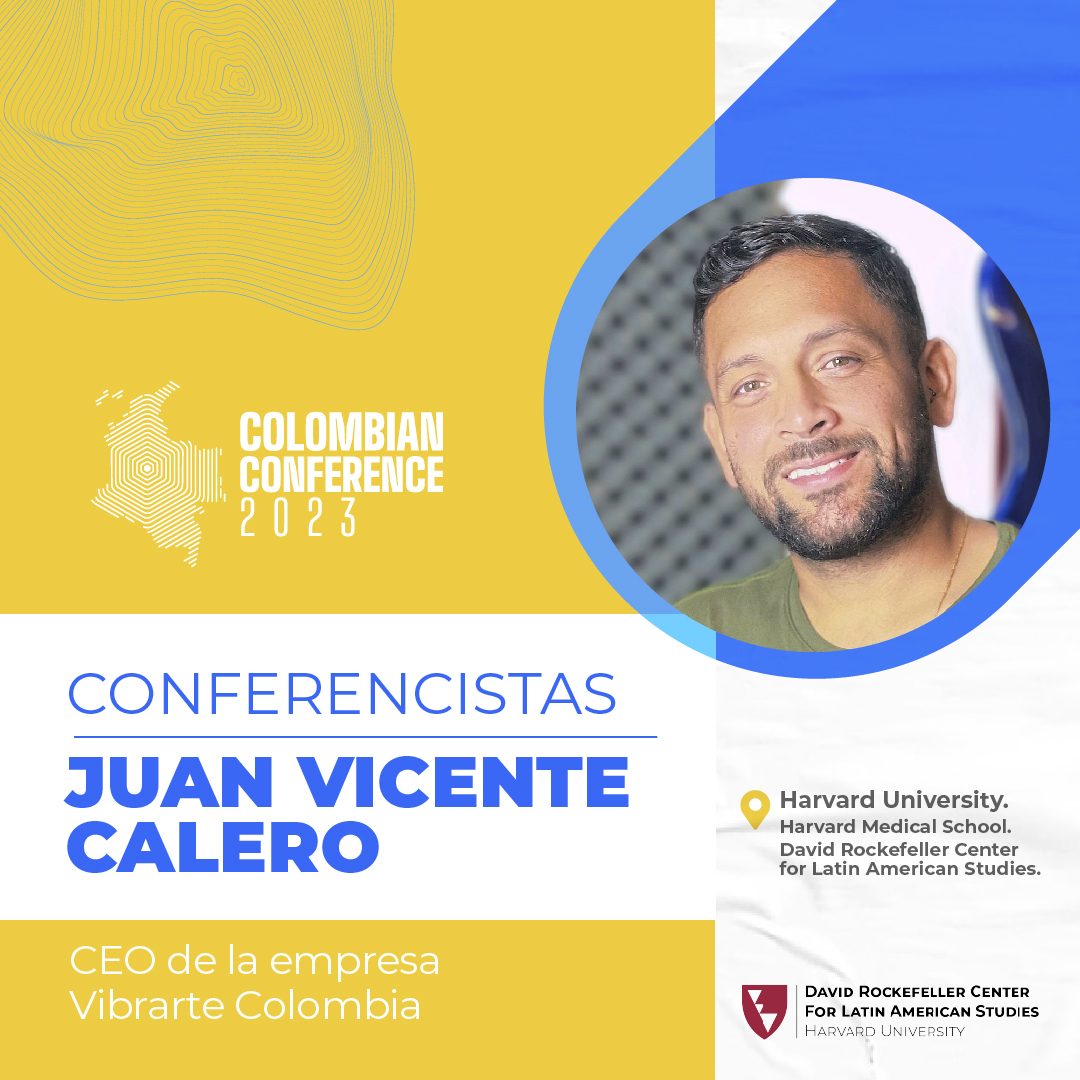 COLOMBIAN
CONFERENCE
2023
CONFERENCISTAS
JUAN VICENTE
CALERO
CEO de la empresa
Vibrarte Colombia
Harvard University.
Harvard Medical School.
David Rockefeller Center
for Latin American Studies.
DAVID ROCKEFELLER CENTER
FOR LATIN AMERICAN STUDIES
HARVARD UNIVERSITY